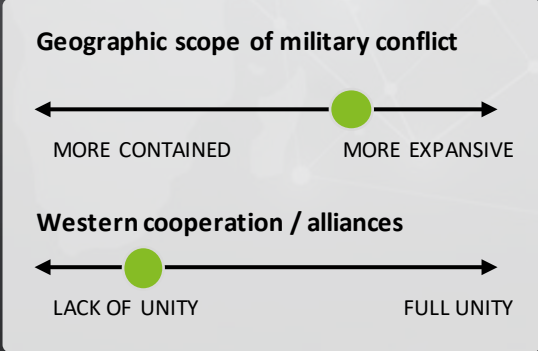 Geographic scope of military conflict
MORE CONTAINED MORE EXPANSIVE
Western cooperation / alliances
LACK OF UNITY FULL UNITY